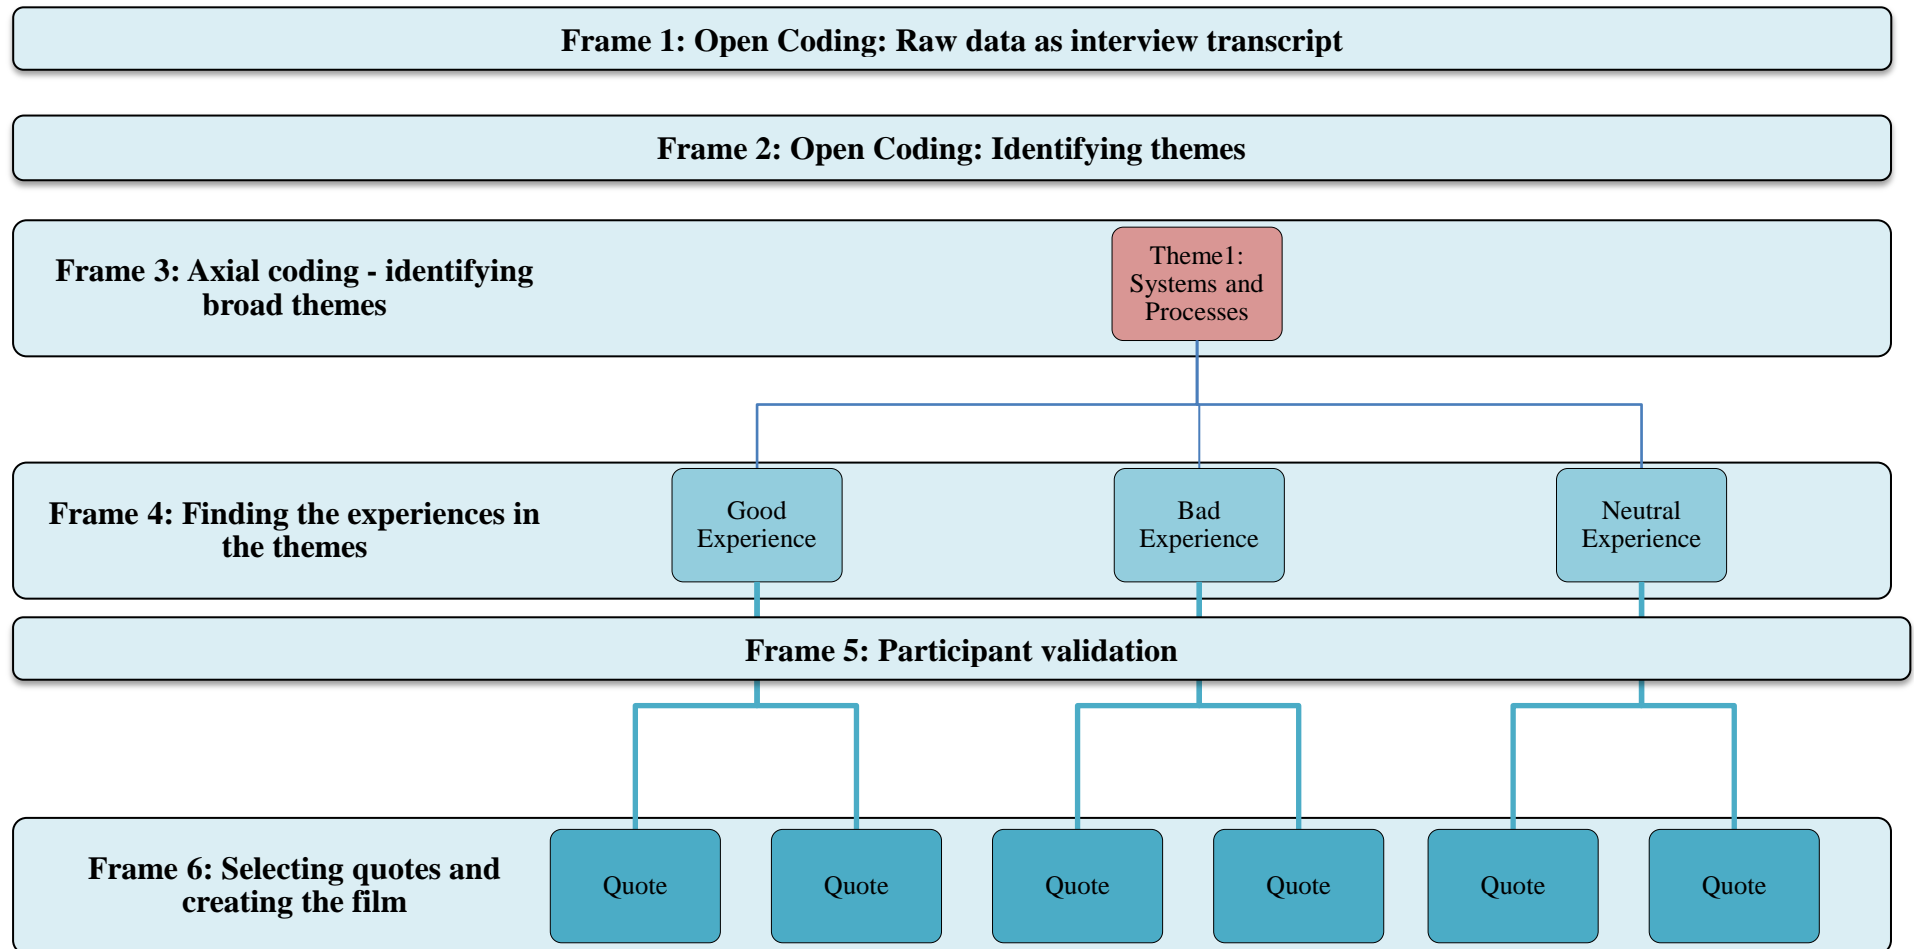 Frame 1: Open Coding: Raw data as interview transcript
Frame 2: Open Coding: Identifying themes
Frame 3: Axial coding - identifying
broad themes
Theme1:
Systems and
Processes
Frame 4: Finding the experiences in
the themes
Good
Experience
Bad
Experience
Neutral
Experience
Frame 5: Participant validation
Frame 6: Selecting quotes and
creating the film
Quote
Quote
Quote
Quote
Quote
Quote